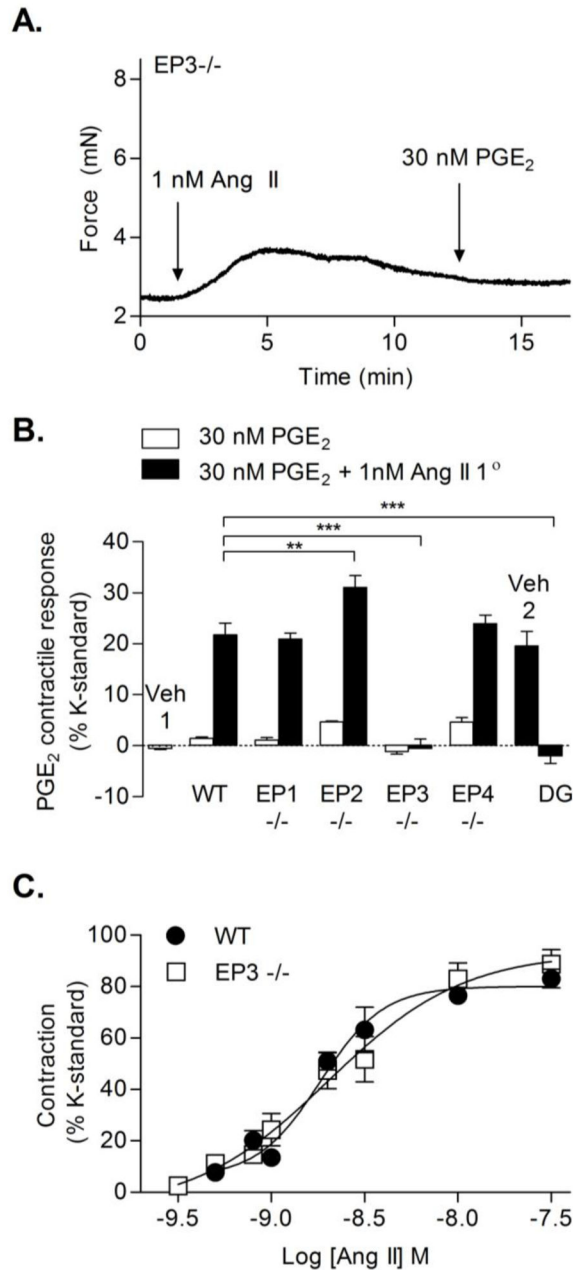 A.
EP3-/-
8
6
4
2
Force (mN)
1 nM Ang II
30 nM PGE₂
0 5 10 15
Time (min)
B.
30 nM PGE₂
30 nM PGE₂ + 1nM Ang II 1°
***
***
**
40
30
20
10
0
-10
PGE₂ contractile response
(% K-standard)
Veh
1
Veh
2
WT EP1 EP2 EP3 EP4 DG
-/- -/- -/- -/-
C.
WT
EP3 -/-
100
80
60
40
20
0
Contraction
(% K-standard)
-9.5 -9.0 -8.5 -8.0 -7.5
Log [Ang II] M